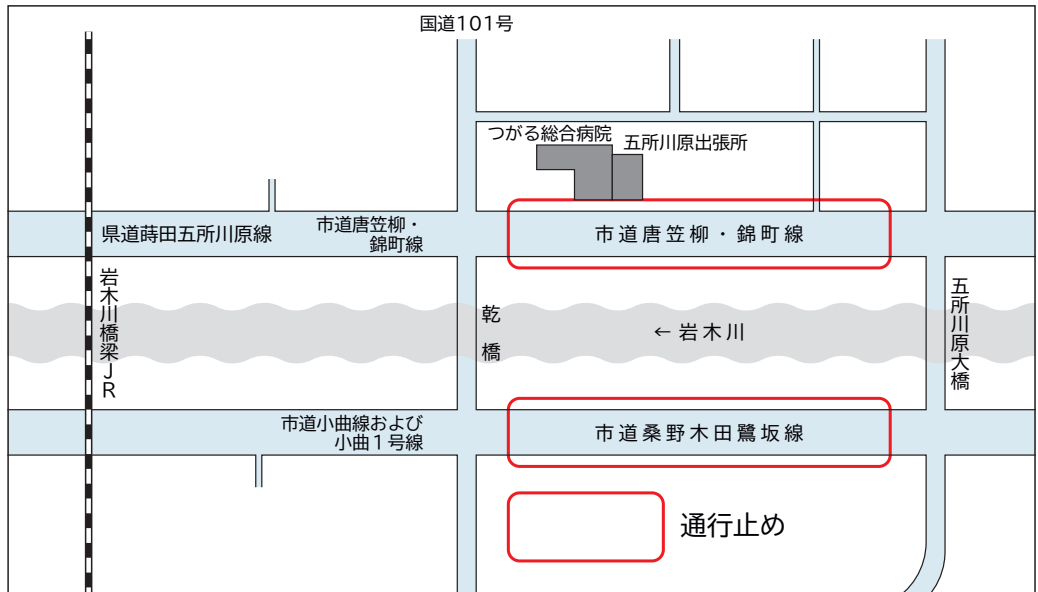 国道101号
つがる総合病院
五所川原出張所
県道蒔田五所川原線
市道唐笠柳・
錦町線
市道唐笠柳・錦町線
岩木川橋梁JR
乾橋
←岩木川
五所川原大橋
市道小曲線および
小曲1号線
市道桑野木田鷺坂線
通行止め